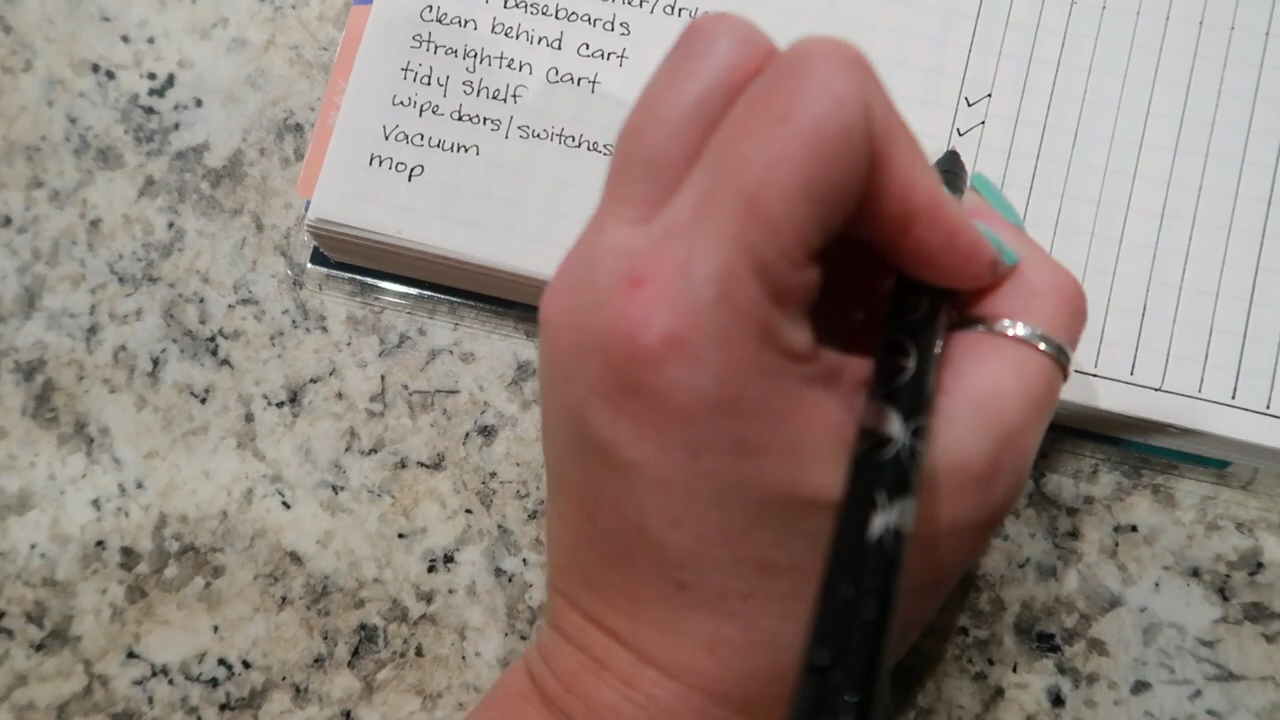 baseboards
Clean behind cart
straighten cart
tidy shelf
wipe doors/switches
vacuum
mop